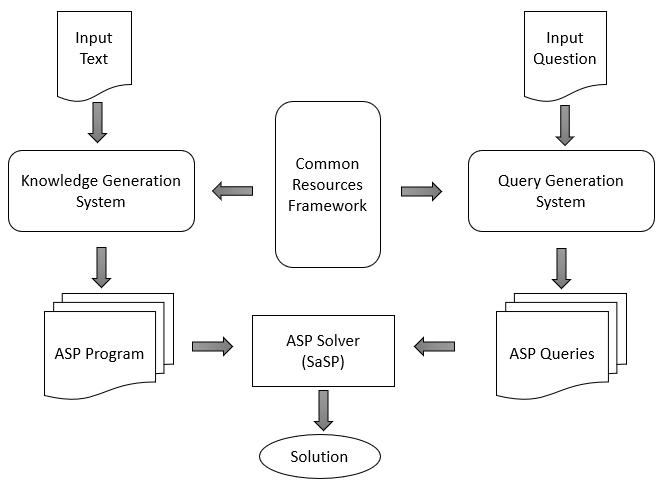 Input
Text
Input
Question
Common
Resources
Framework
Knowledge Generation
System
Query Generation
System
ASP Program
ASP Solver
(SaSP)
ASP Queries
Solution